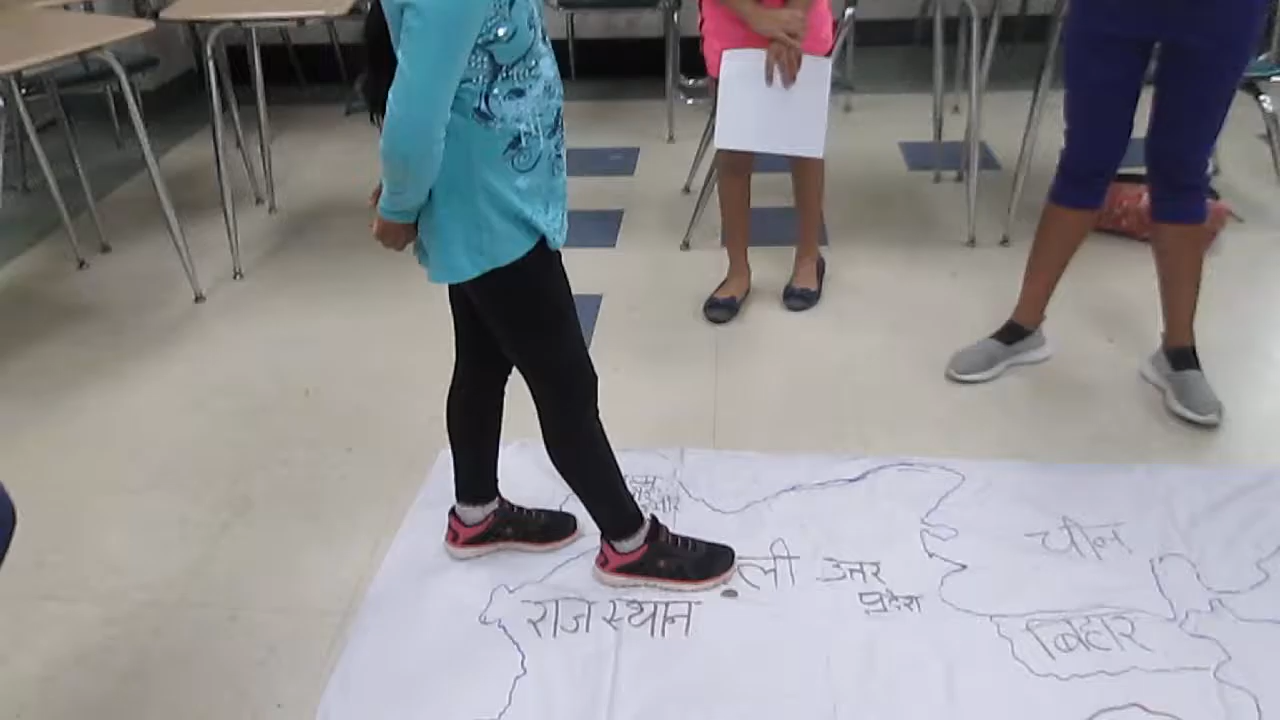 चीन
ली उत्तर
प्रदेश
राजस्थान
बिहार